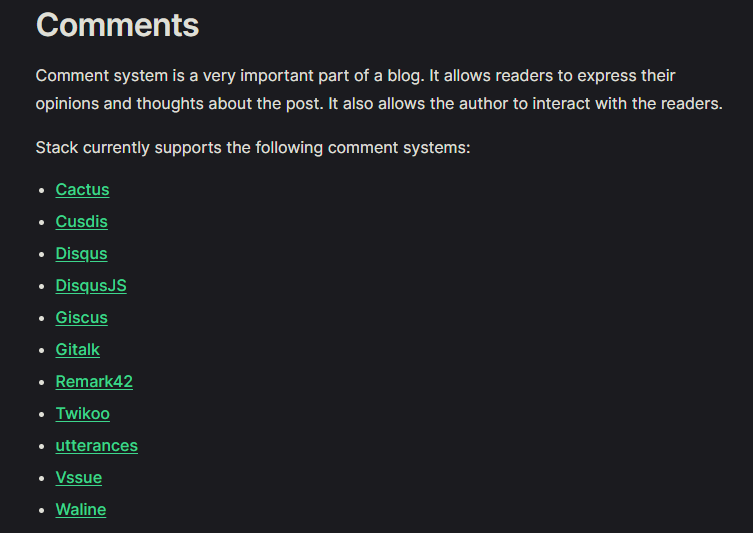 Comments
Comment system is a very important part of a blog. It allows readers to express their
opinions and thoughts about the post. It also allows the author to interact with the readers.
Stack currently supports the following comment systems:
• Cactus
• Cusdis
• Disqus
• DisqusJS
• Giscus
• Gitalk
• Remark42
• Twikoo
• utterances
• Vssue
• Waline